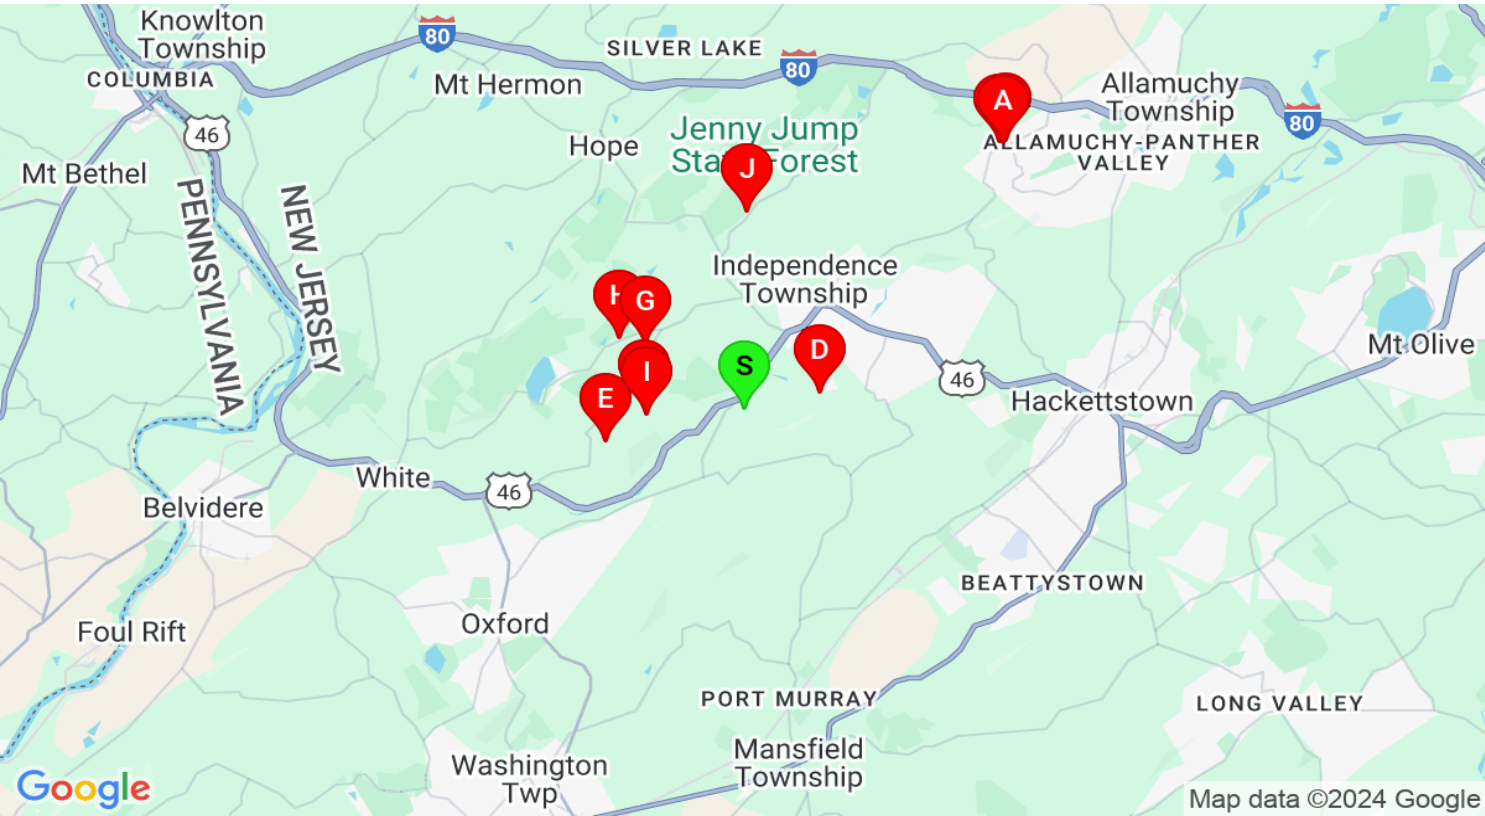 Knowlton
Township
80
SILVER LAKE
COLUMBIA
Mt Hermon
80
A
Allamuchy
Township
80
46
Hope
Jenny Jump
State Forest
ALLAMUCHY-PANTHER
VALLEY
Mt Bethel
J
PENNSYLVANIA
NEW JERSEY
Independence
Township
H
G
D
Mt Olive
S
I
E
46
Hackettstown
White
46
Belvidere
BEATTYSTOWN
Foul Rift
Oxford
PORT MURRAY
LONG VALLEY
Mansfield
Township
Washington
Twp
Google
Map data ©2024 Google